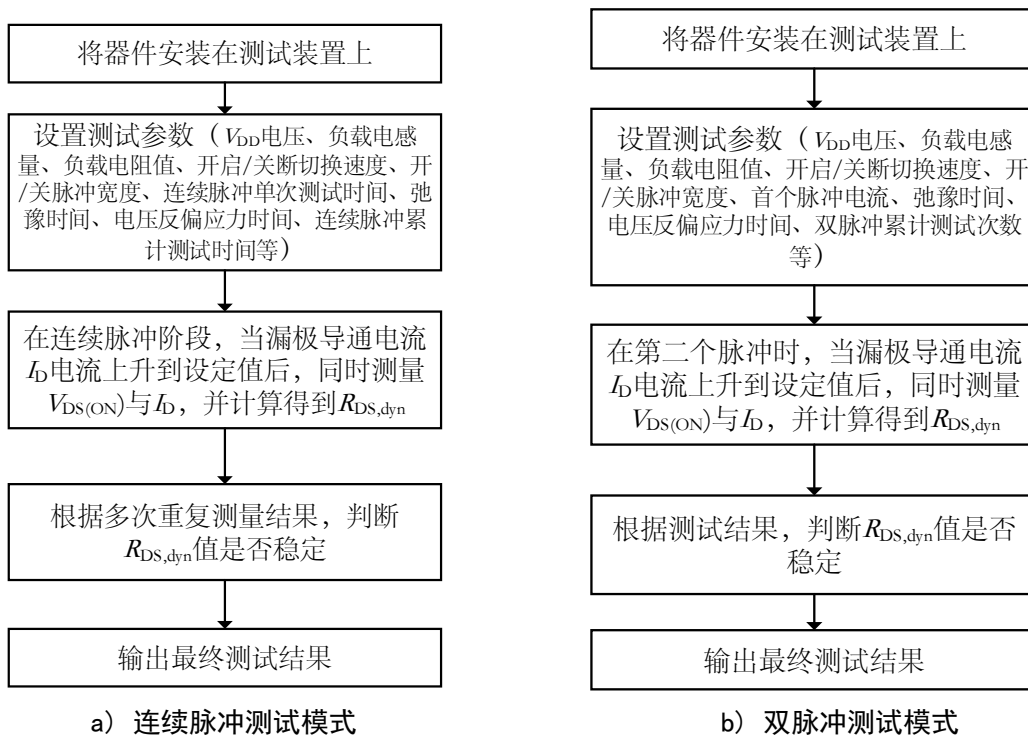 将器件安装在测试装置上
设置测试参数（VDD电压、负载电感
量、负载电阻值、开启/关断切换速度、开
/关脉冲宽度、连续脉冲单次测试时间、弛
豫时间、电压反偏应力时间、连续脉冲累
计测试时间等）
在连续脉冲阶段，当漏极导通电流
ID电流上升到设定值后，同时测量
VDS(ON)与ID，并计算得到RDS,dyn
根据多次重复测量结果，判断
RDS,dyn值是否稳定
输出最终测试结果
a） 连续脉冲测试模式
将器件安装在测试装置上
设置测试参数（VDD电压、负载电感
量、负载电阻值、开启/关断切换速度、开
/关脉冲宽度、首个脉冲电流、弛豫时间、
电压反偏应力时间、双脉冲累计测试次数
等）
在第二个脉冲时，当漏极导通电流
ID电流上升到设定值后，同时测量
VDS(ON)与ID，并计算得到RDS,dyn
根据测试结果，判断RDS,dyn值是否
稳定
输出最终测试结果
b） 双脉冲测试模式